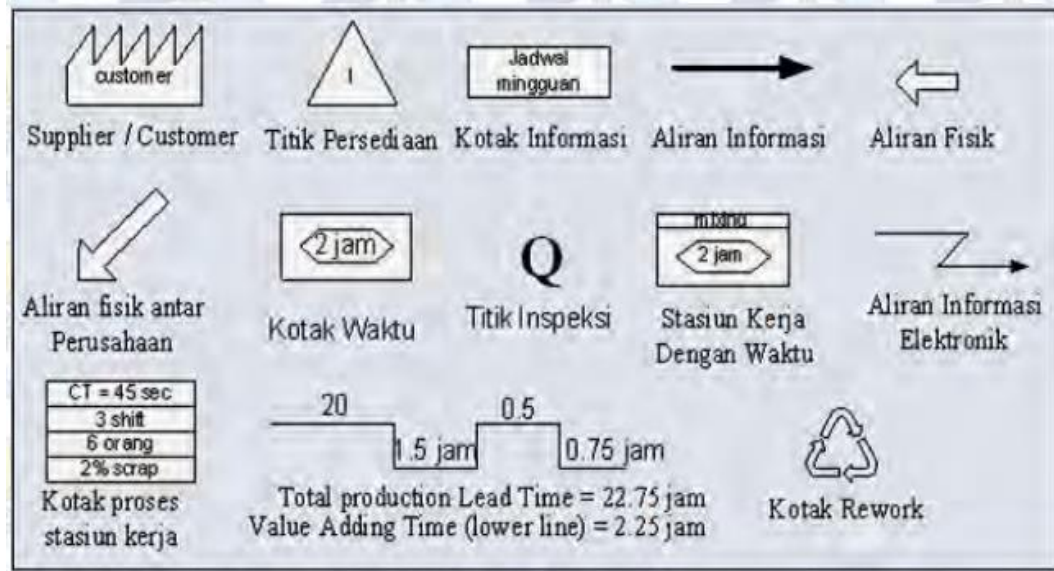 customer
Supplier / Customer
I
Titik Persediaan
Jadwal
mingguan
Kotak Informasi
Aliran Informasi
Aliran Fisik
Aliran fisik antar
Perusahaan
2 jam
Kotak Waktu
Q
Titik Inspeksi
2 jam
Stasiun Kerja
Dengan Waktu
Aliran Informasi
Elektronik
CT = 45 sec
3 shift
6 orang
2% scrap
Kotak proses
stasiun kerja
20
1.5 jam
0.5
0.75 jam
Total production Lead Time = 22.75 jam
Value Adding Time (lower line) = 2.25 jam
Kotak Rework